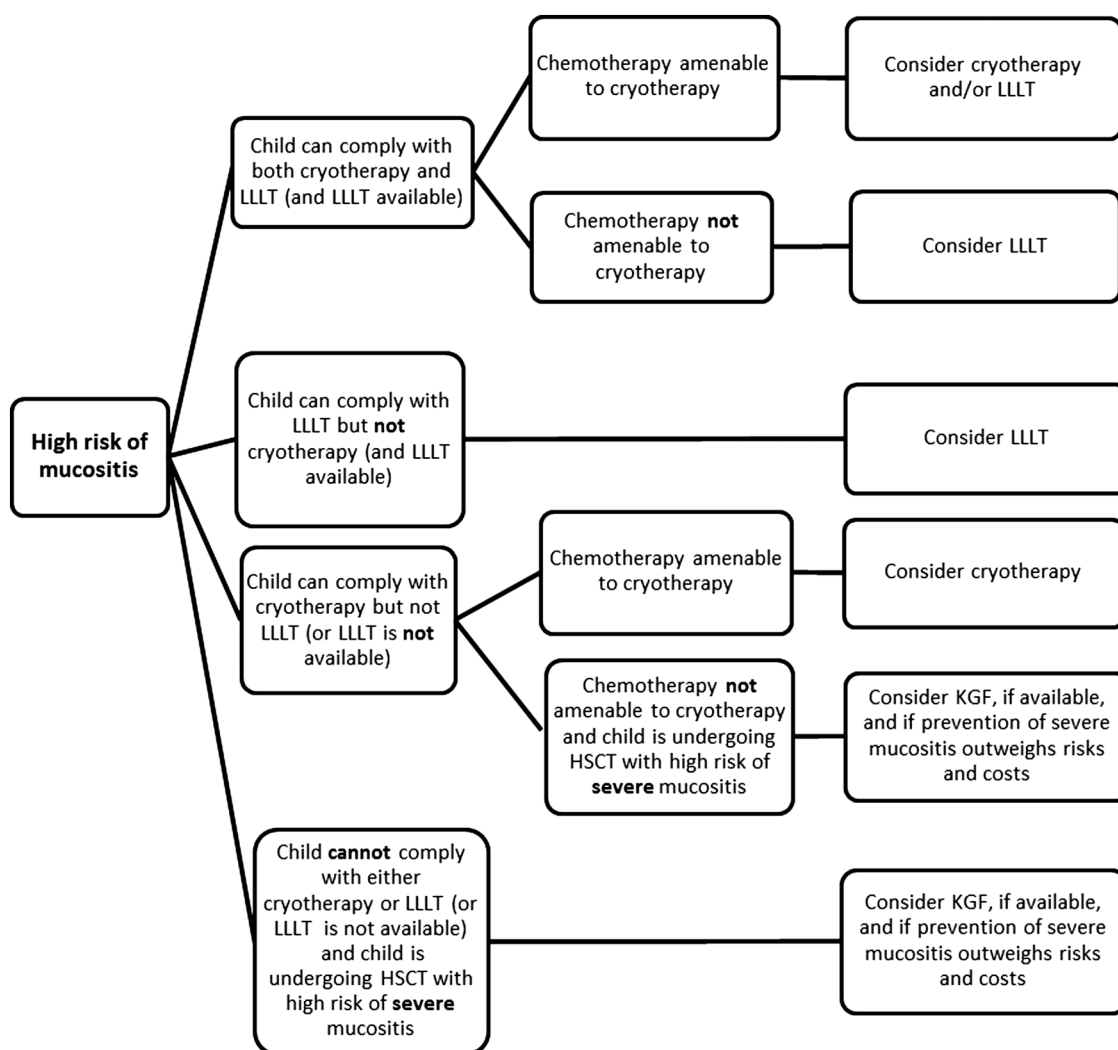 High risk of
mucositis
Child can comply with
both cryotherapy and
LLLT (and LLLT available)
Chemotherapy amenable
to cryotherapy
Consider cryotherapy
and/or LLLT
Chemotherapy not
amenable to
cryotherapy
Consider LLLT
Child can comply with
LLLT but not
cryotherapy (and LLLT
available)
Consider LLLT
Child can comply with
cryotherapy but not
LLLT (or LLLT is not
available)
Chemotherapy amenable
to cryotherapy
Consider cryotherapy
Chemotherapy not
amenable to cryotherapy
and child is undergoing
HSCT with high risk of
severe mucositis
Consider KGF, if available,
and if prevention of severe
mucositis outweighs risks
and costs
Child cannot comply
with either
cryotherapy or LLLT (or
LLLT is not available)
and child is
undergoing HSCT with
high risk of severe
mucositis
Consider KGF, if available,
and if prevention of severe
mucositis outweighs risks
and costs